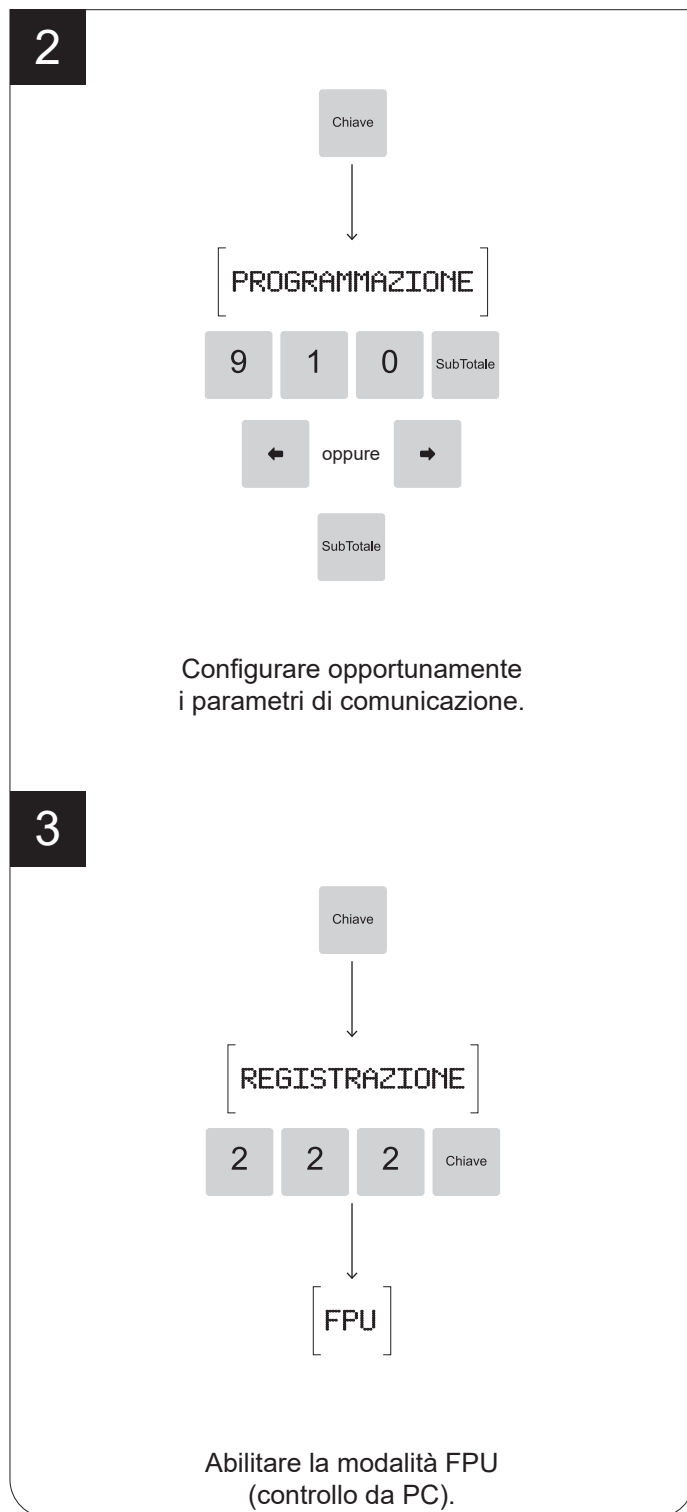 2
Chiave
PROGRAMMAZIONE
9 1 0 SubTotale
oppure
SubTotale
Configurare opportunamente
i parametri di comunicazione.
3
Chiave
REGISTRAZIONE
2 2 2 Chiave
FPU
Abilitare la modalità FPU
(controllo da PC).